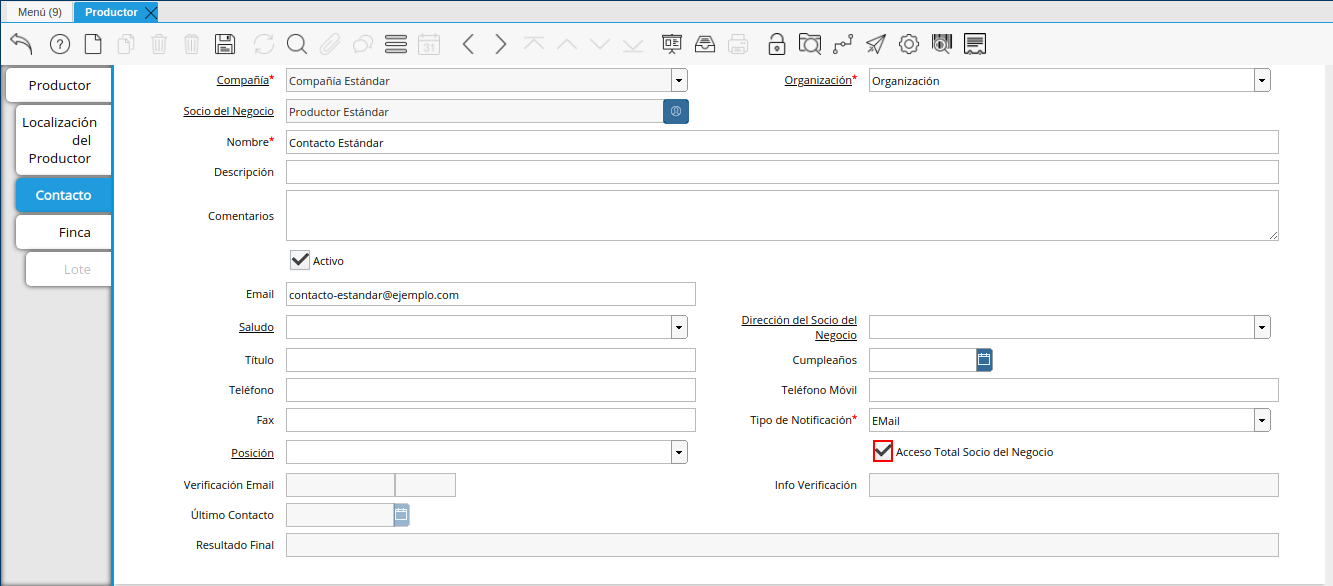 Menú (9)
Productor
31
Productor
Localización
del
Productor
Contacto
Finca
Lote
Compañía*
Compañía Estándar
Organización*
Organización
Socio del Negocio
Productor Estándar
Nombre*
Contacto Estándar
Descripción
Comentarios
Activo
Email
contacto-estandar@ejemplo.com
Saludo
Dirección del Socio del
Negocio
Título
Cumpleaños
Teléfono
Teléfono Móvil
Fax
Tipo de Notificación*
EMail
Posición
Acceso Total Socio del Negocio
Verificación Email
Info Verificación
Último Contacto
Resultado Final